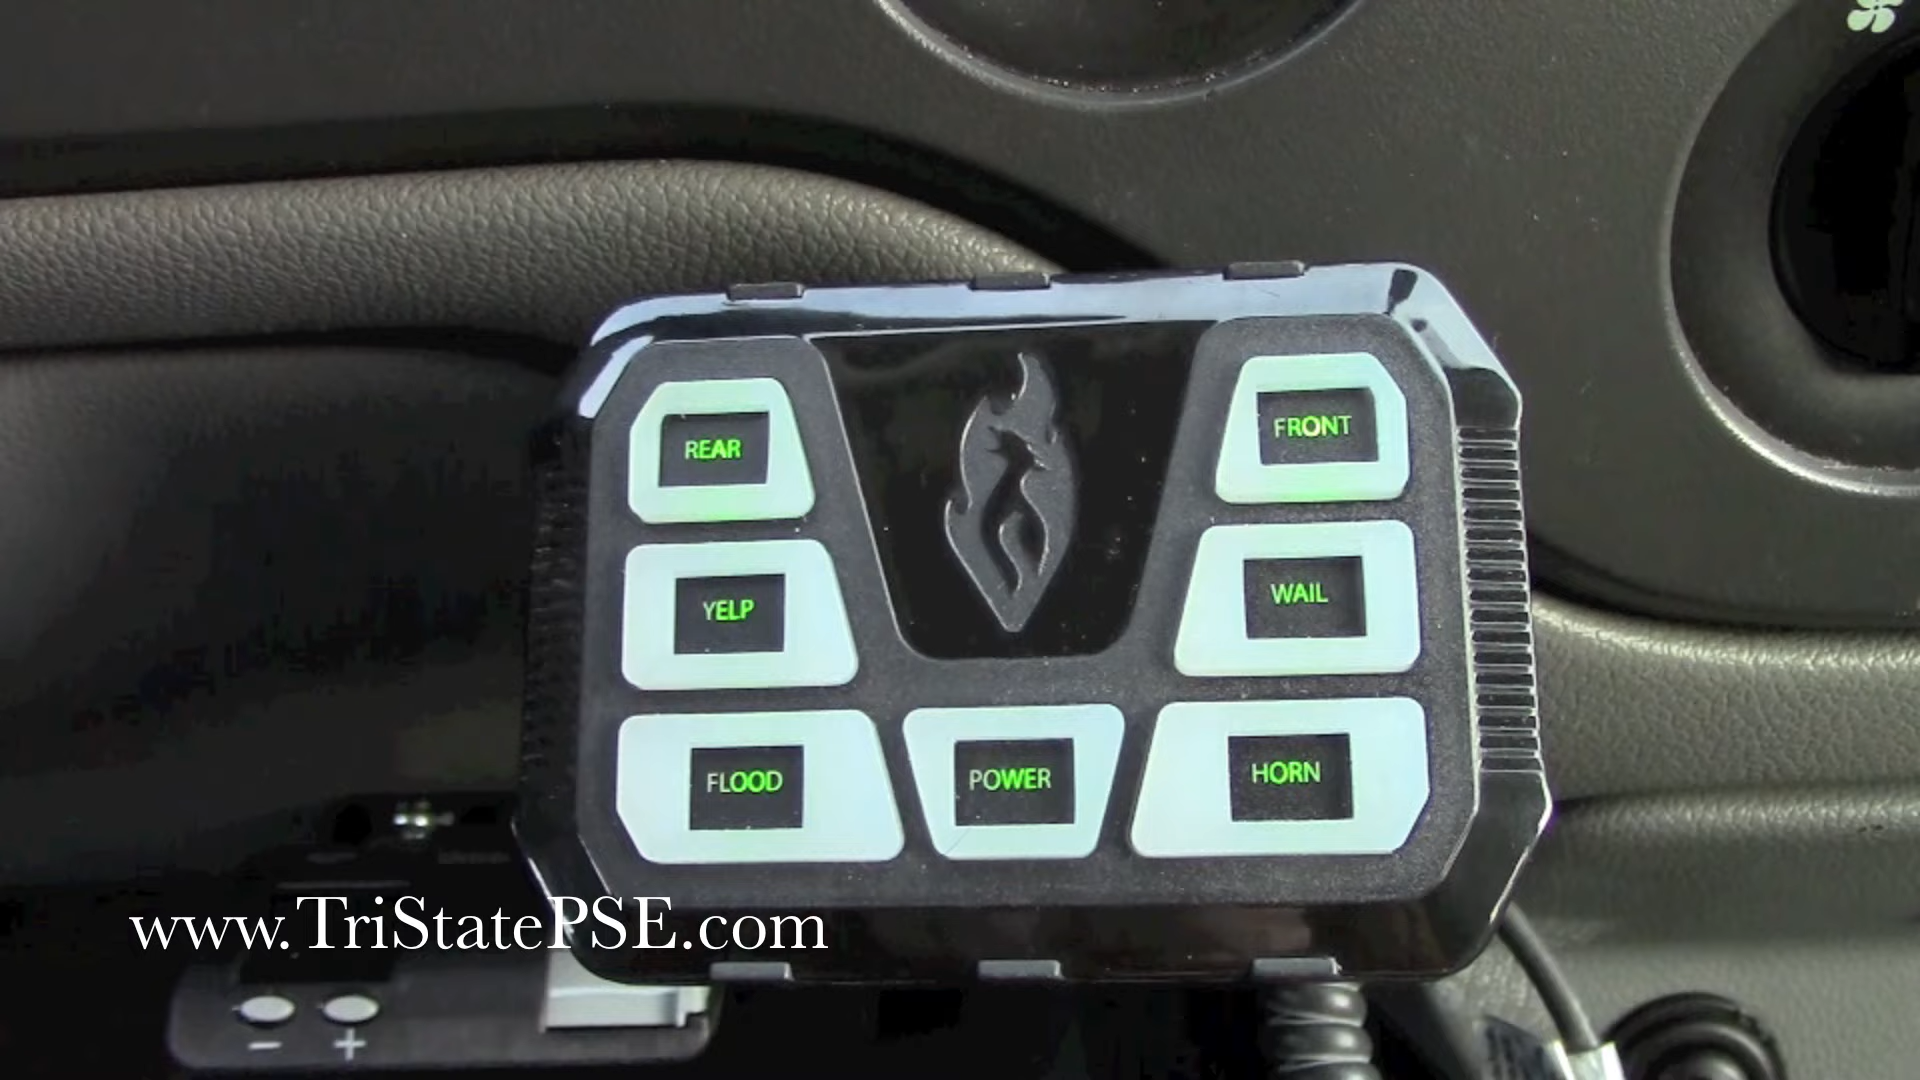 REAR
FRONT
YELP
WAIL
FLOOD
POWER
HORN
www.TriStatePSE.com
- +